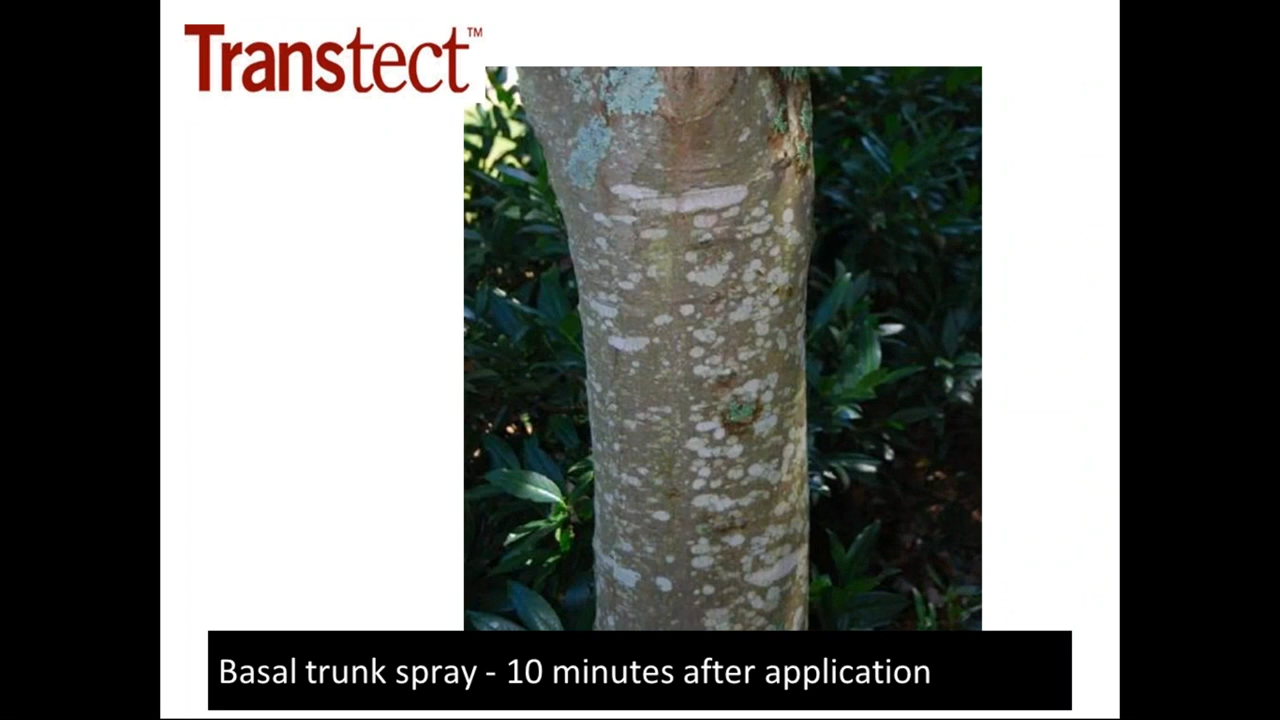 Transtect™
Basal trunk spray - 10 minutes after application